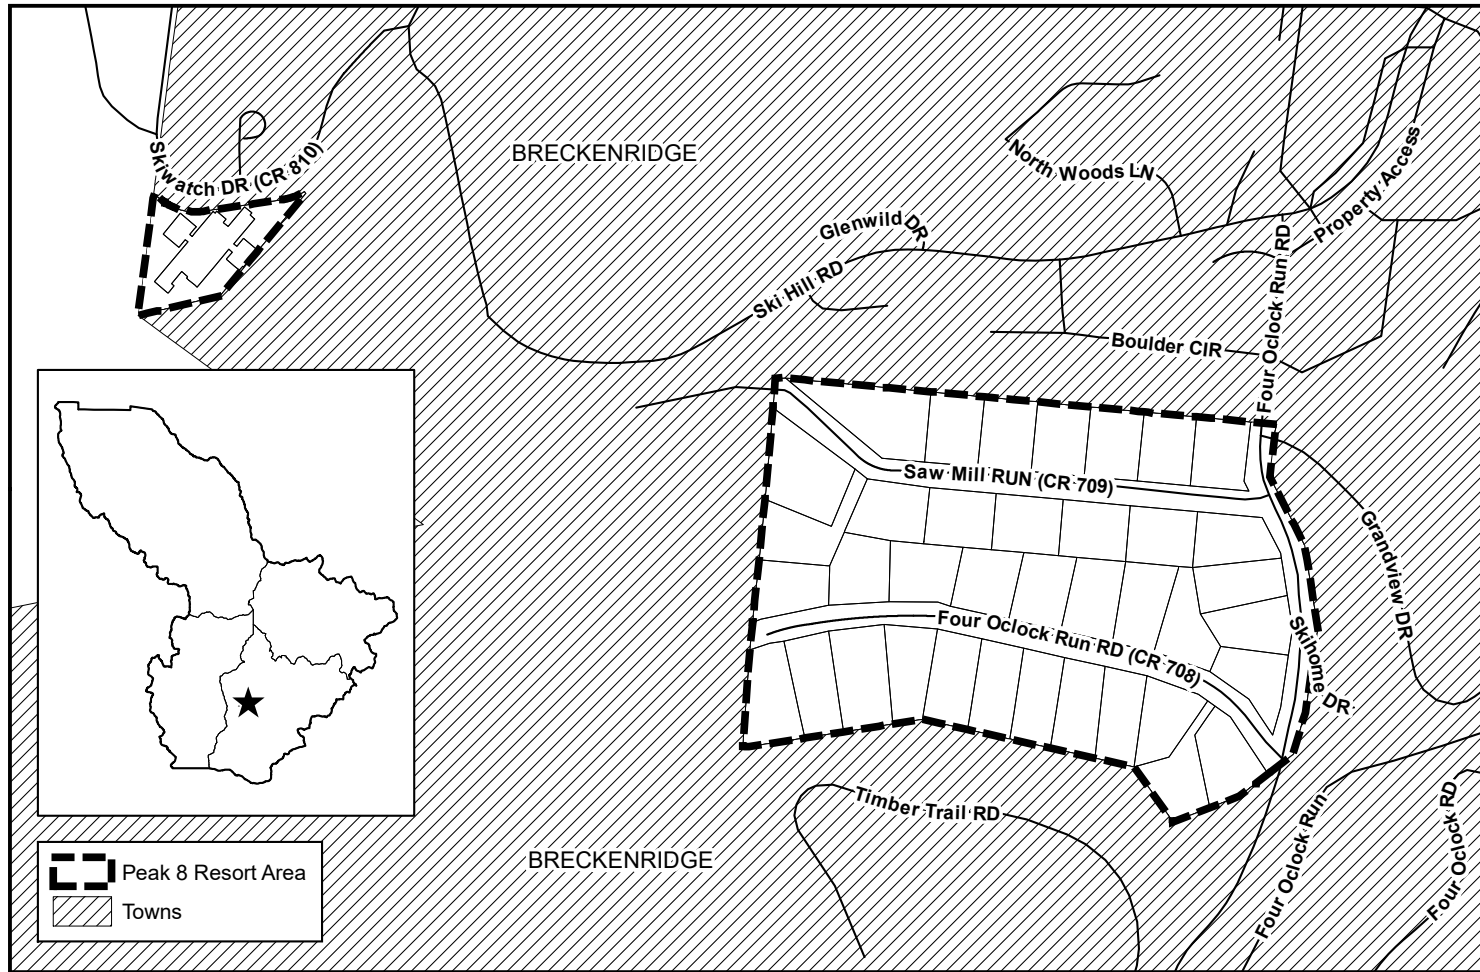 BRECKENRIDGE
Skiwatch DR (CR 810)
North Woods LN
Property Access
Glenwild DR
Ski Hill RD
Four Oclock Run RD
Boulder CIR
Saw Mill RUN (CR 709)
Grandview DR
Four Oclock Run RD (CR 708)
Skihome DR
Timber Trail RD
BRECKENRIDGE
Four Oclock Run
Four Oclock RD
Peak 8 Resort Area
Towns